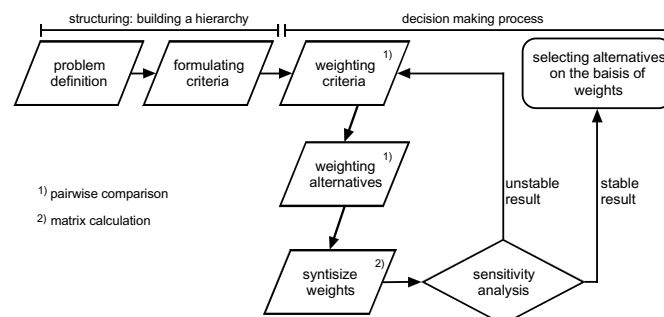 structuring: building a hierarchy
decision making process
problem
definition
formulating
criteria
weighting
criteria
1)
selecting alternatives
on the baisis of
weights
weighting
alternatives
1)
1) pairwise comparison
2) matrix calculation
unstable
result
stable
result
syntisize
weights
2)
sensitivity
analysis